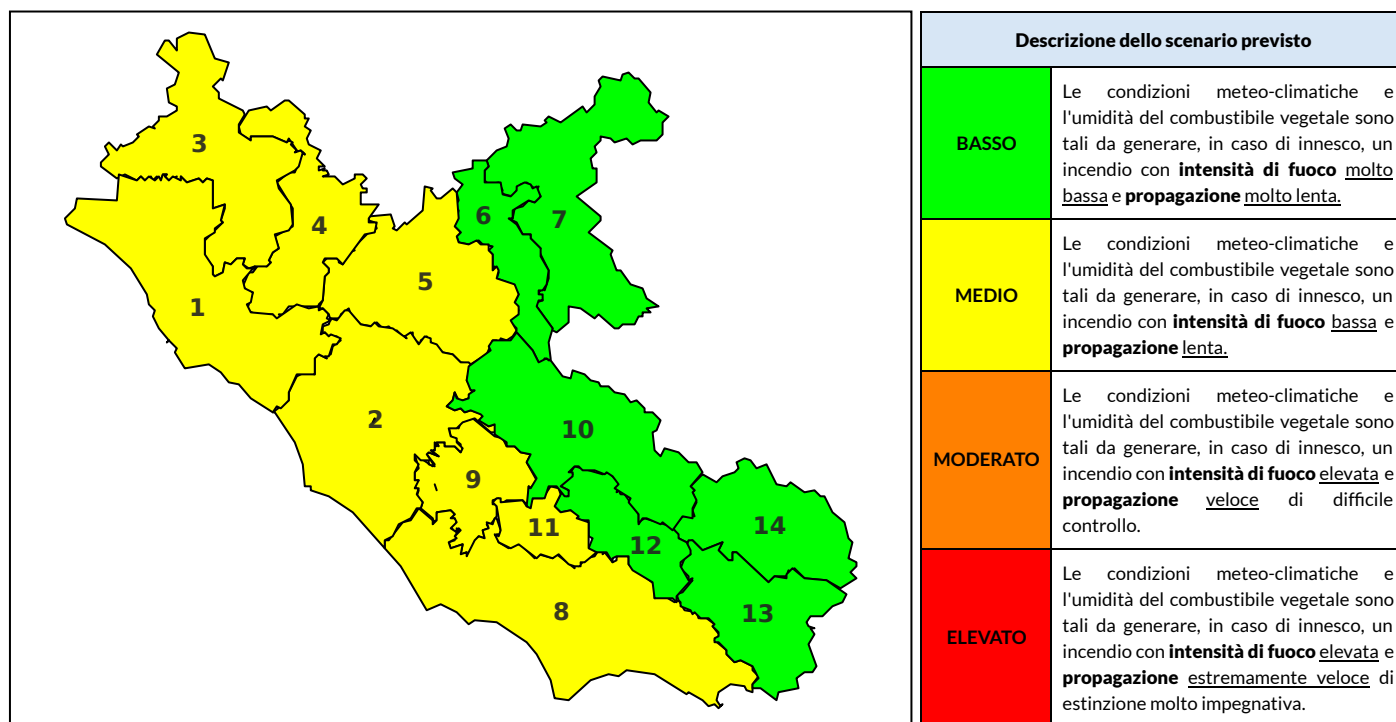 3
4
6
7
5
1
2
10
9
11
12
14
8
13
Descrizione dello scenario previsto
BASSO
Le condizioni meteo-climatiche e
l'umidità del combustibile vegetale sono
tali da generare, in caso di innesco, un
incendio con intensità di fuoco molto
bassa e propagazione molto lenta.
MEDIO
Le condizioni meteo-climatiche e
l'umidità del combustibile vegetale sono
tali da generare, in caso di innesco, un
incendio con intensità di fuoco bassa e
propagazione lenta.
MODERATO
Le condizioni meteo-climatiche e
l'umidità del combustibile vegetale sono
tali da generare, in caso di innesco, un
incendio con intensità di fuoco elevata e
propagazione veloce di difficile
controllo.
ELEVATO
Le condizioni meteo-climatiche e
l'umidità del combustibile vegetale sono
tali da generare, in caso di innesco, un
incendio con intensità di fuoco elevata e
propagazione estremamente veloce di
estinzione molto impegnativa.